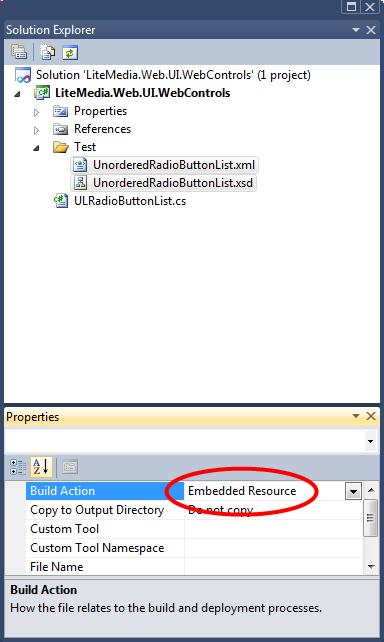 Solution Explorer
Solution 'LiteMedia.Web.UI.WebControls' (1 project)
LiteMedia.Web.UI.WebControls
Properties
References
Test
UnorderedRadioButtonList.xml
UnorderedRadioButtonList.xsd
ULRadioButtonList.cs
Properties
Build Action Embedded Resource
Copy to Output Directory Do not copy
Custom Tool
Custom Tool Namespace
File Name
Build Action
How the file relates to the build and deployment processes.